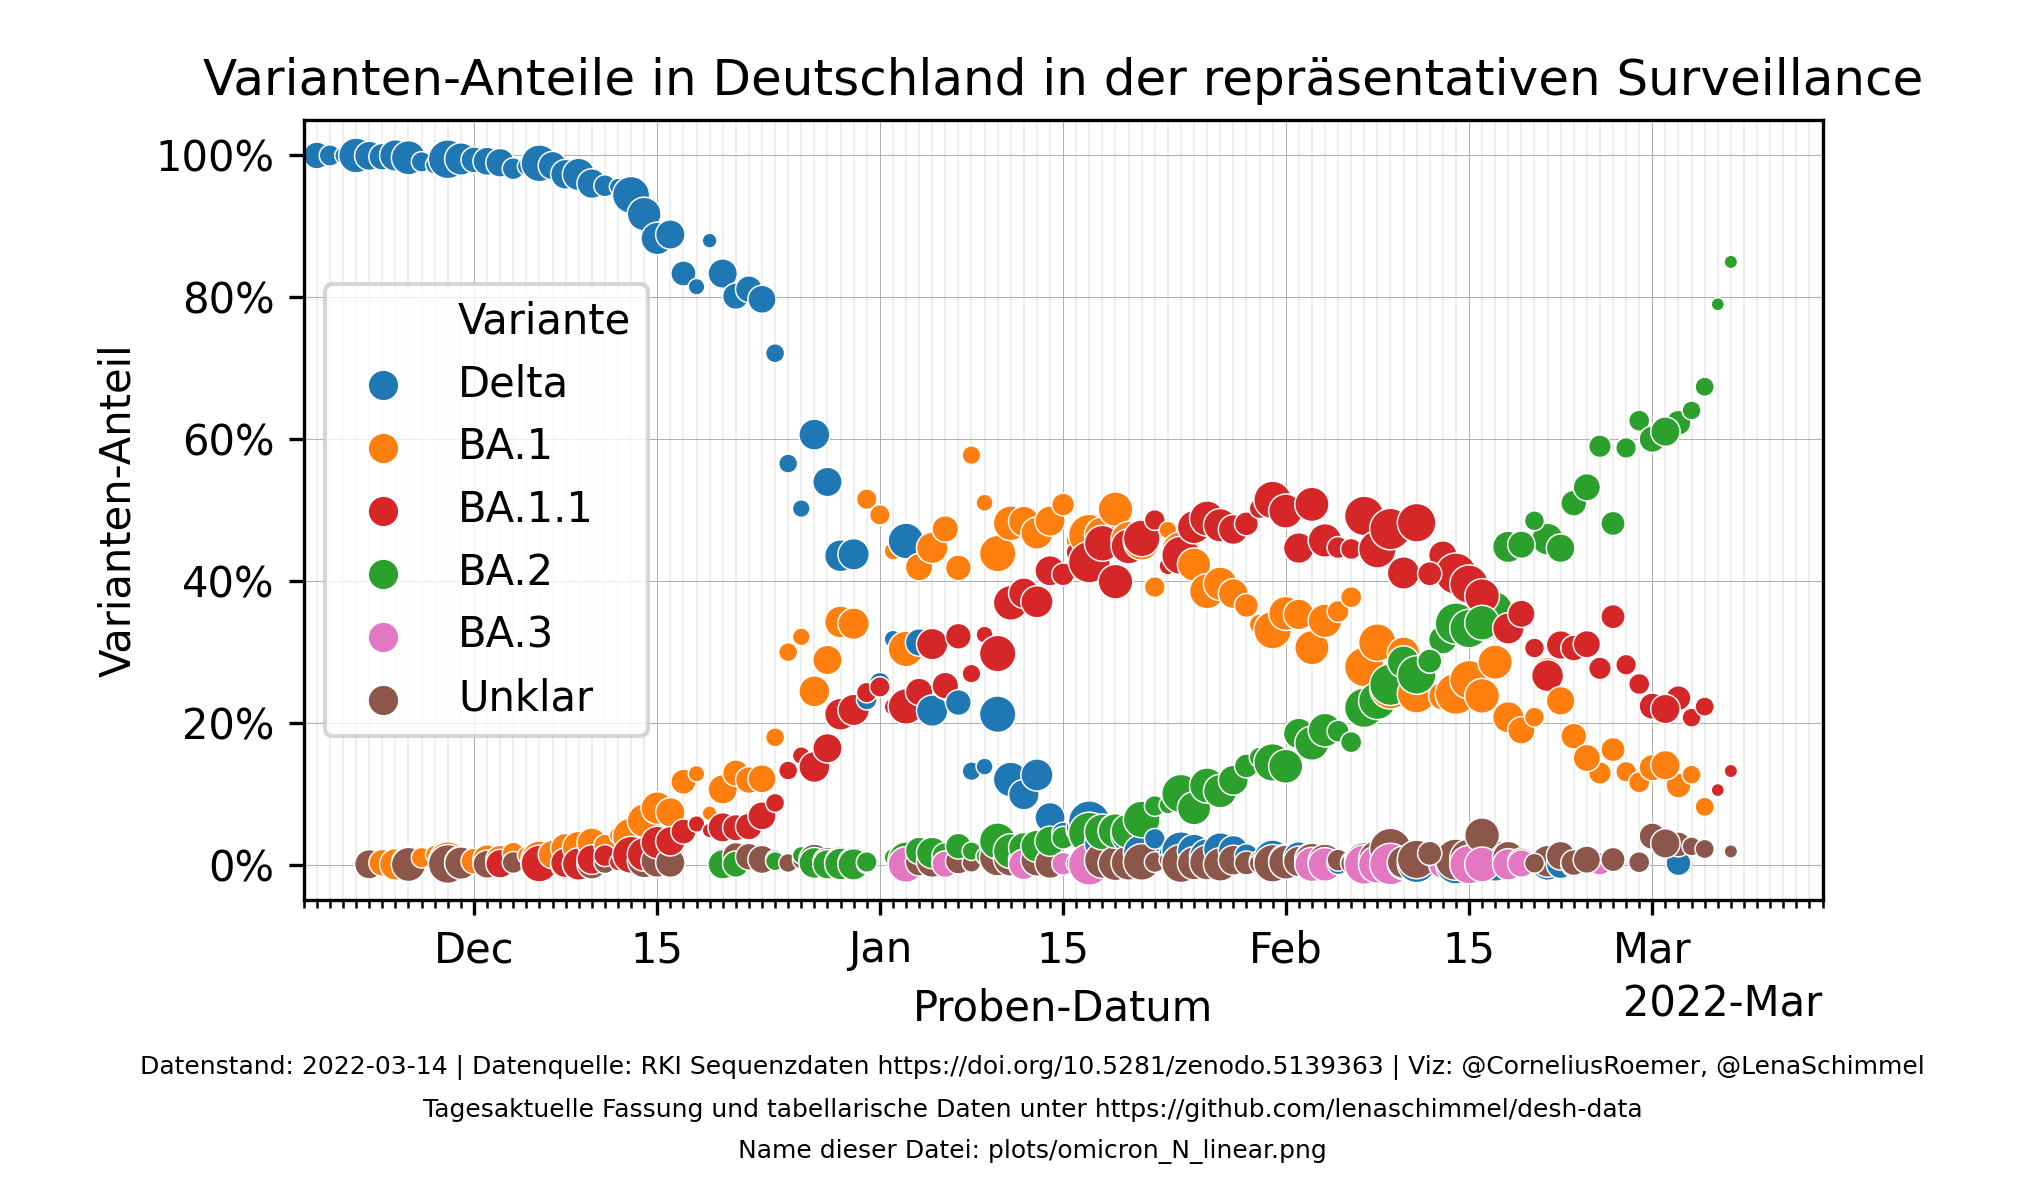 Varianten-Anteile in Deutschland in der repräsentativen Surveillance
100%
80%
60%
40%
20%
0%
Varianten-Anteil
Variante
Delta
BA.1
BA.1.1
BA.2
BA.3
Unklar
Dec 15 Jan 15 Feb 15 Mar
2022-Mar
Proben-Datum
Datenstand: 2022-03-14 | Datenquelle: RKI Sequenzdaten https://doi.org/10.5281/zenodo.5139363 | Viz: @CorneliusRoemer, @LenaSchimmel
Tagesaktuelle Fassung und tabellarische Daten unter https://github.com/lenaschimmel/desh-data
Name dieser Datei: plots/omicron_N_linear.png